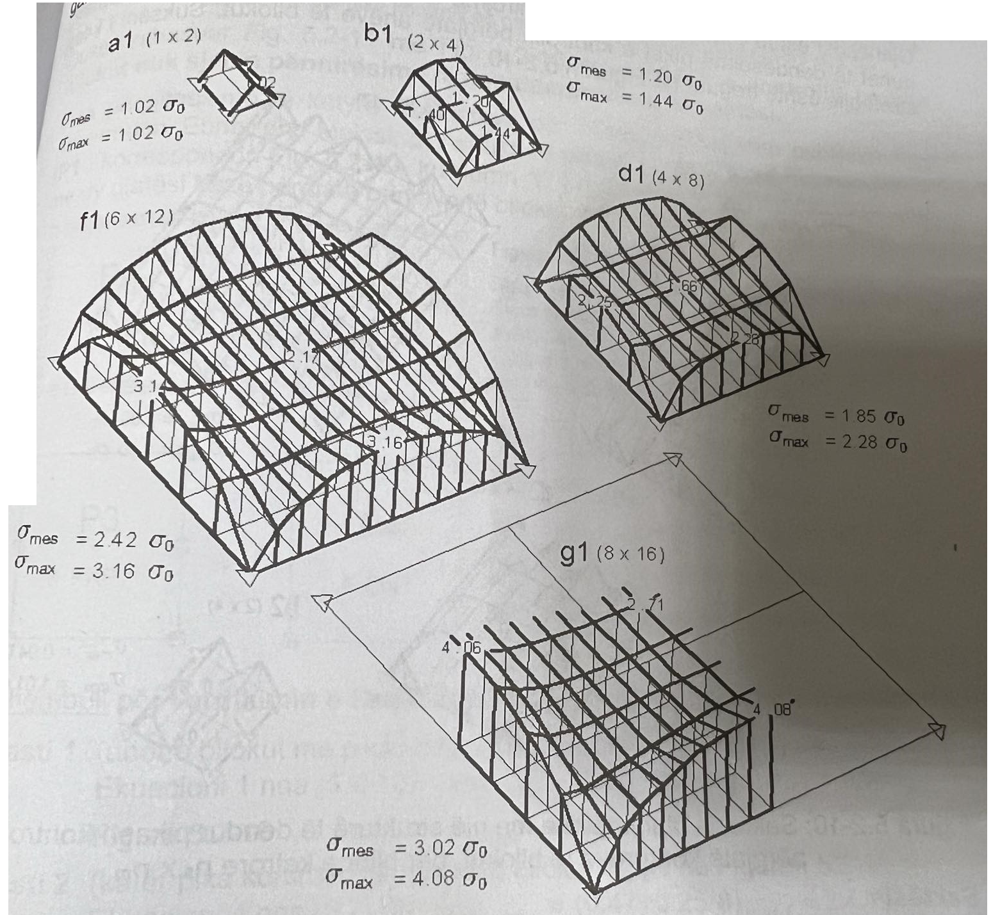 a1 (1 x 2)
02
σmes = 1.02 σ0
σmax = 1 02 σ0
b1 (2 x 4)
1.20
1.40
1.44
σmes = 1.20 σ0
σmax = 1.44 σ0
d1 (4 x 8)
1.66
2.25
2.28
σmes = 1.85 σ0
σmax = 2.28 σ0
f1 (6 x 12)
2.17
3.14
3.16
σmes = 2.42 σ0
σmax = 3.16 σ0
g1 (8 x 16)
2.71
4.06
4.08
σmes = 3.02 σ0
σmax = 4.08 σ0